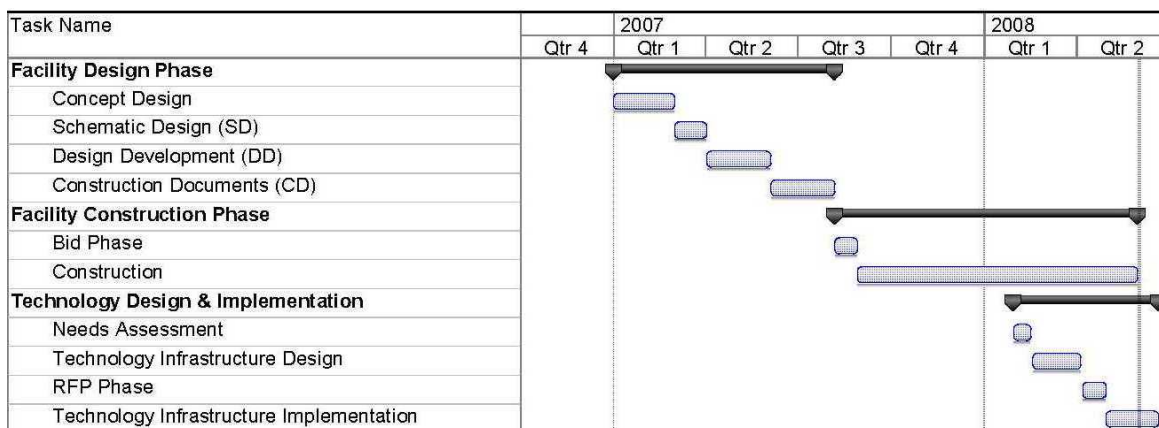 Task Name 2007 2008
Qtr 4 Qtr 1 Qtr 2 Qtr 3 Qtr 4 Qtr 1 Qtr 2
Facility Design Phase
Concept Design
Schematic Design (SD)
Design Development (DD)
Construction Documents (CD)
Facility Construction Phase
Bid Phase
Construction
Technology Design & Implementation
Needs Assessment
Technology Infrastructure Design
RFP Phase
Technology Infrastructure Implementation